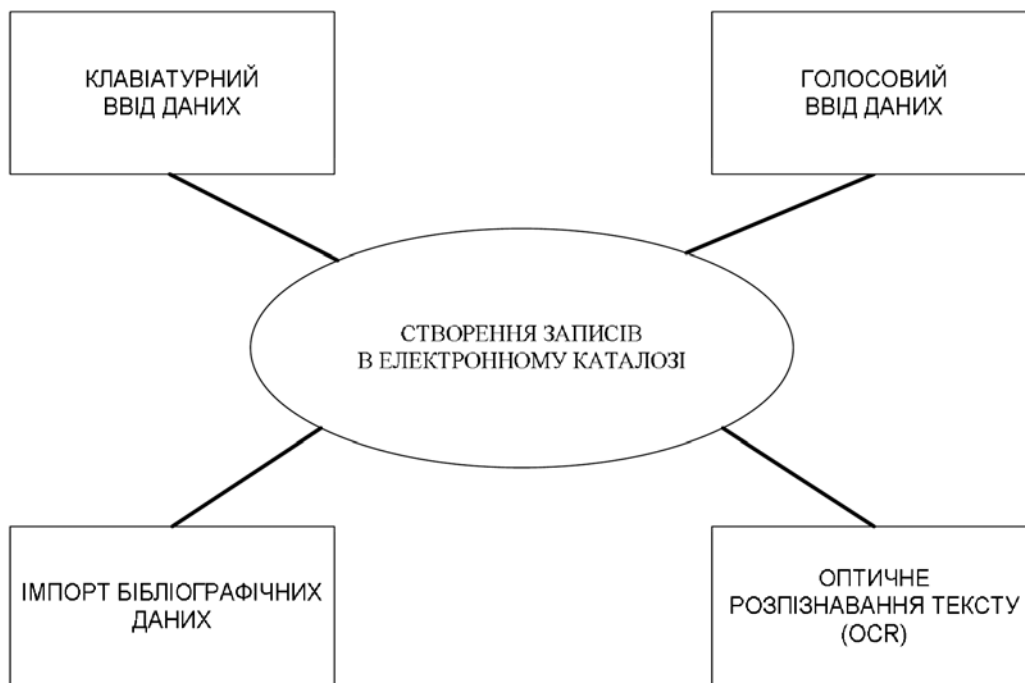 КЛАВІАТУРНИЙ
ВВІД ДАНИХ
ГОЛОСОВИЙ
ВВІД ДАНИХ
СТВОРЕННЯ ЗАПИСІВ
В ЕЛЕКТРОННОМУ КАТАЛОЗІ
ІМПОРТ БІБЛІОГРАФІЧНИХ
ДАНИХ
ОПТИЧНЕ
РОЗПІЗНАВАННЯ ТЕКСТУ
(OCR)